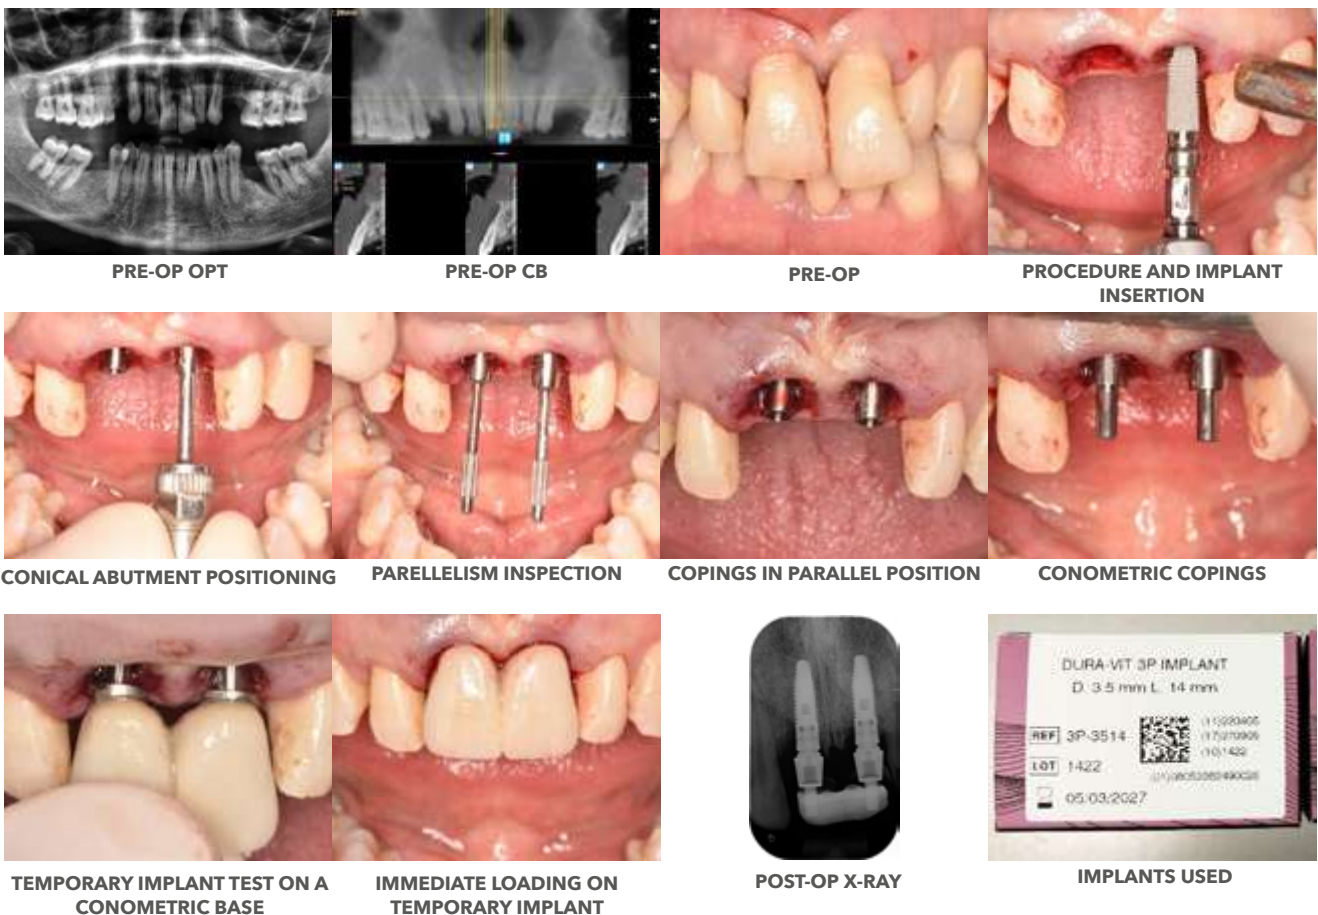 PRE-OP OPT
PRE-OP CB
PRE-OP
PROCEDURE AND IMPLANT
INSERTION
CONICAL ABUTMENT POSITIONING
PARELLELISM INSPECTION
COPINGS IN PARALLEL POSITION
CONOMETRIC COPINGS
TEMPORARY IMPLANT TEST ON A
CONOMETRIC BASE
IMMEDIATE LOADING ON
TEMPORARY IMPLANT
POST-OP X-RAY
DURA-VIT 3P IMPLANT
D. 3.5 mm L. 14 mm
REF 3P-3514
LOT 1422
(10)1422
05/03/2027
IMPLANTS USED